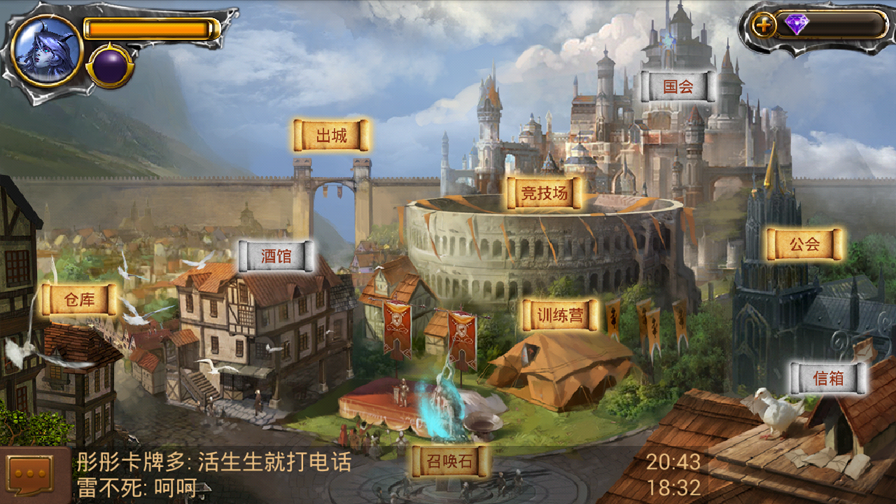 国会
出城
竞技场
公会
酒馆
仓库
训练营
信箱
召唤石
彤彤卡牌多: 活生生就打电话
20:43
雷不死: 呵呵
18:32